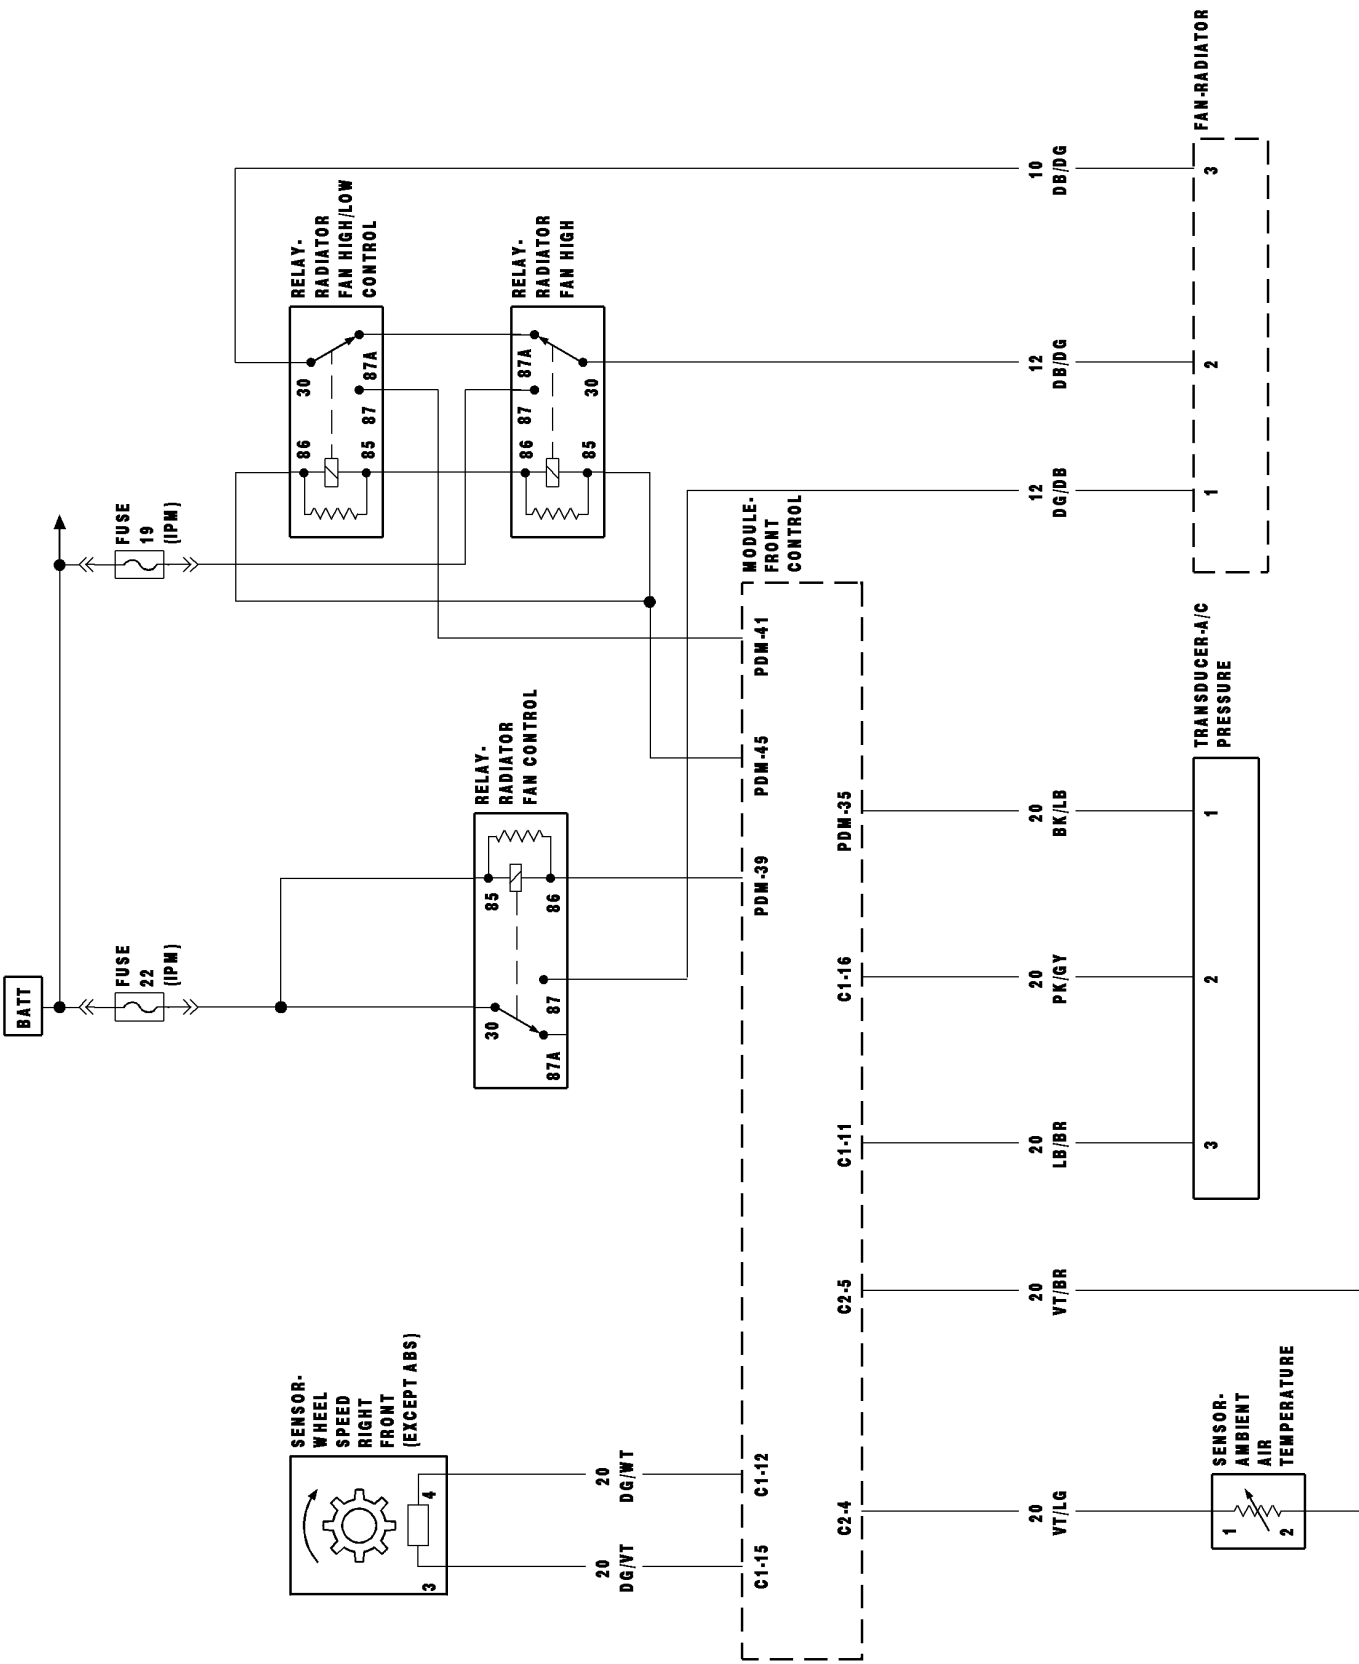 BATT
FUSE
22
(IPM)
FUSE
19
(IPM)
SENSOR-
WHEEL
SPEED
RIGHT
FRONT
(EXCEPT ABS)
3
4
20
DG/VT
20
DG/WT
RELAY-
RADIATOR
FAN CONTROL
30
87A
87
85
86
RELAY-
RADIATOR
FAN HIGH/LOW
CONTROL
86
85
30
87
87A
RELAY-
RADIATOR
FAN HIGH
86
85
87
87A
30
MODULE-
FRONT
CONTROL
C1-15
C1-12
PDM-39
PDM-45
PDM-41
C2-4
C2-5
C1-11
C1-16
PDM-35
20
VT/LG
20
VT/BR
20
LB/BR
20
PK/GY
20
BK/LB
12
DG/DB
12
DB/DG
10
DB/DG
SENSOR-
AMBIENT
AIR
TEMPERATURE
1
2
TRANSDUCER-A/C
PRESSURE
3
2
1
FAN-RADIATOR
1
2
3